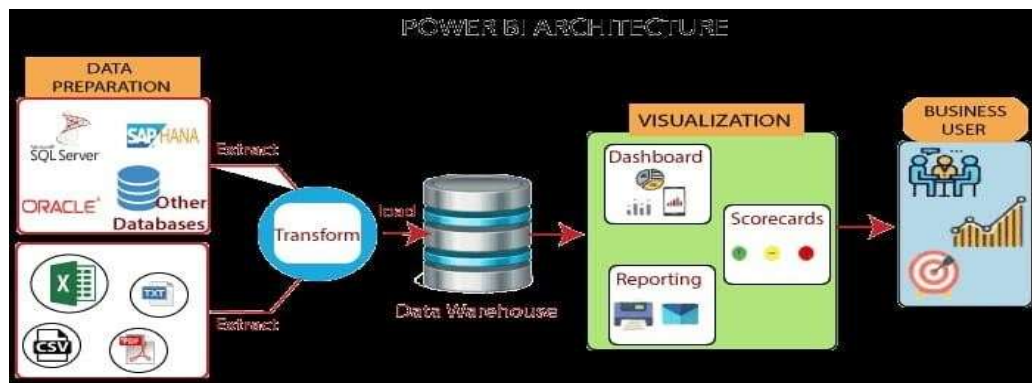 POWER BI ARCHITECTURE
DATA
PREPARATION
SQL Server
SAP HANA
ORACLE
Other
Databases
Extract
X
TXT
CSV
PDF
Extract
Transform
load
Data Warehouse
VISUALIZATION
Dashboard
Scorecards
Reporting
BUSINESS
USER